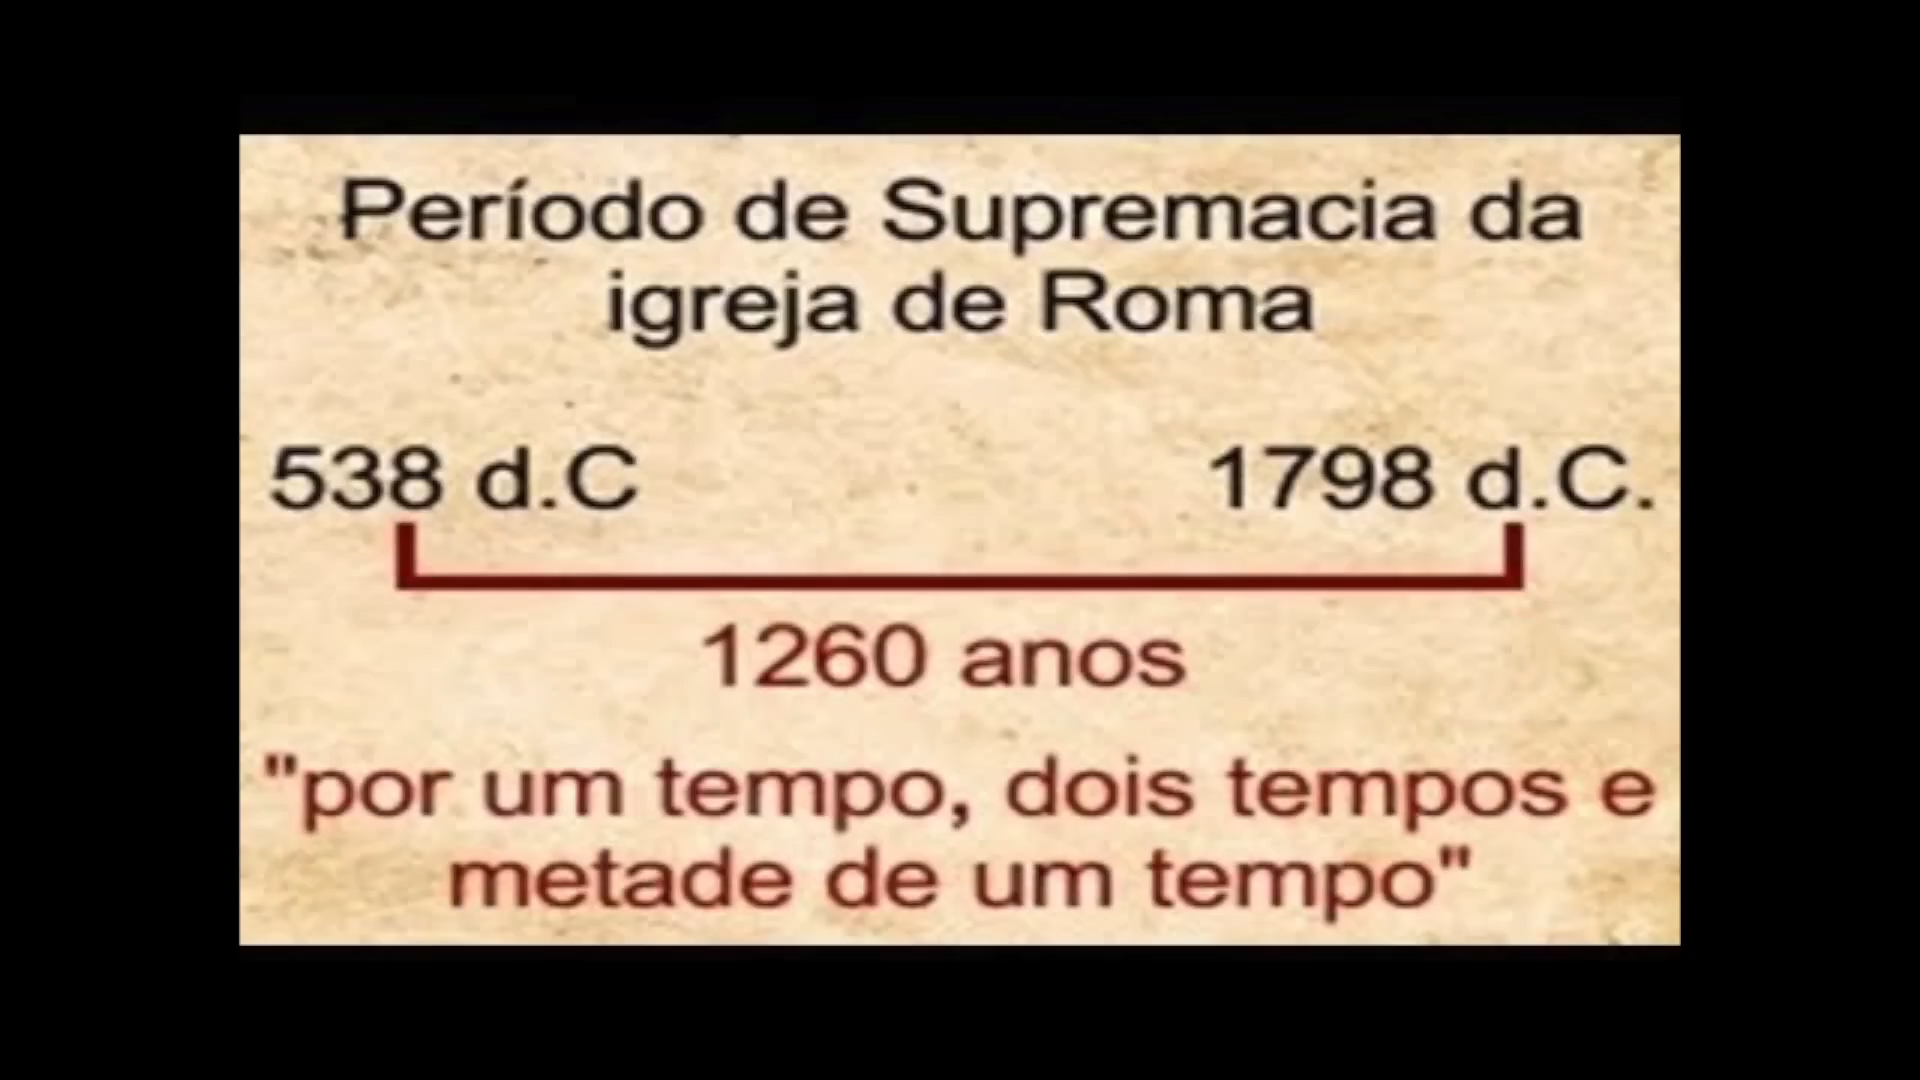 Período de Supremacia da
igreja de Roma
538 d.C
1798 d.C.
1260 anos
"por um tempo, dois tempos e
metade de um tempo"